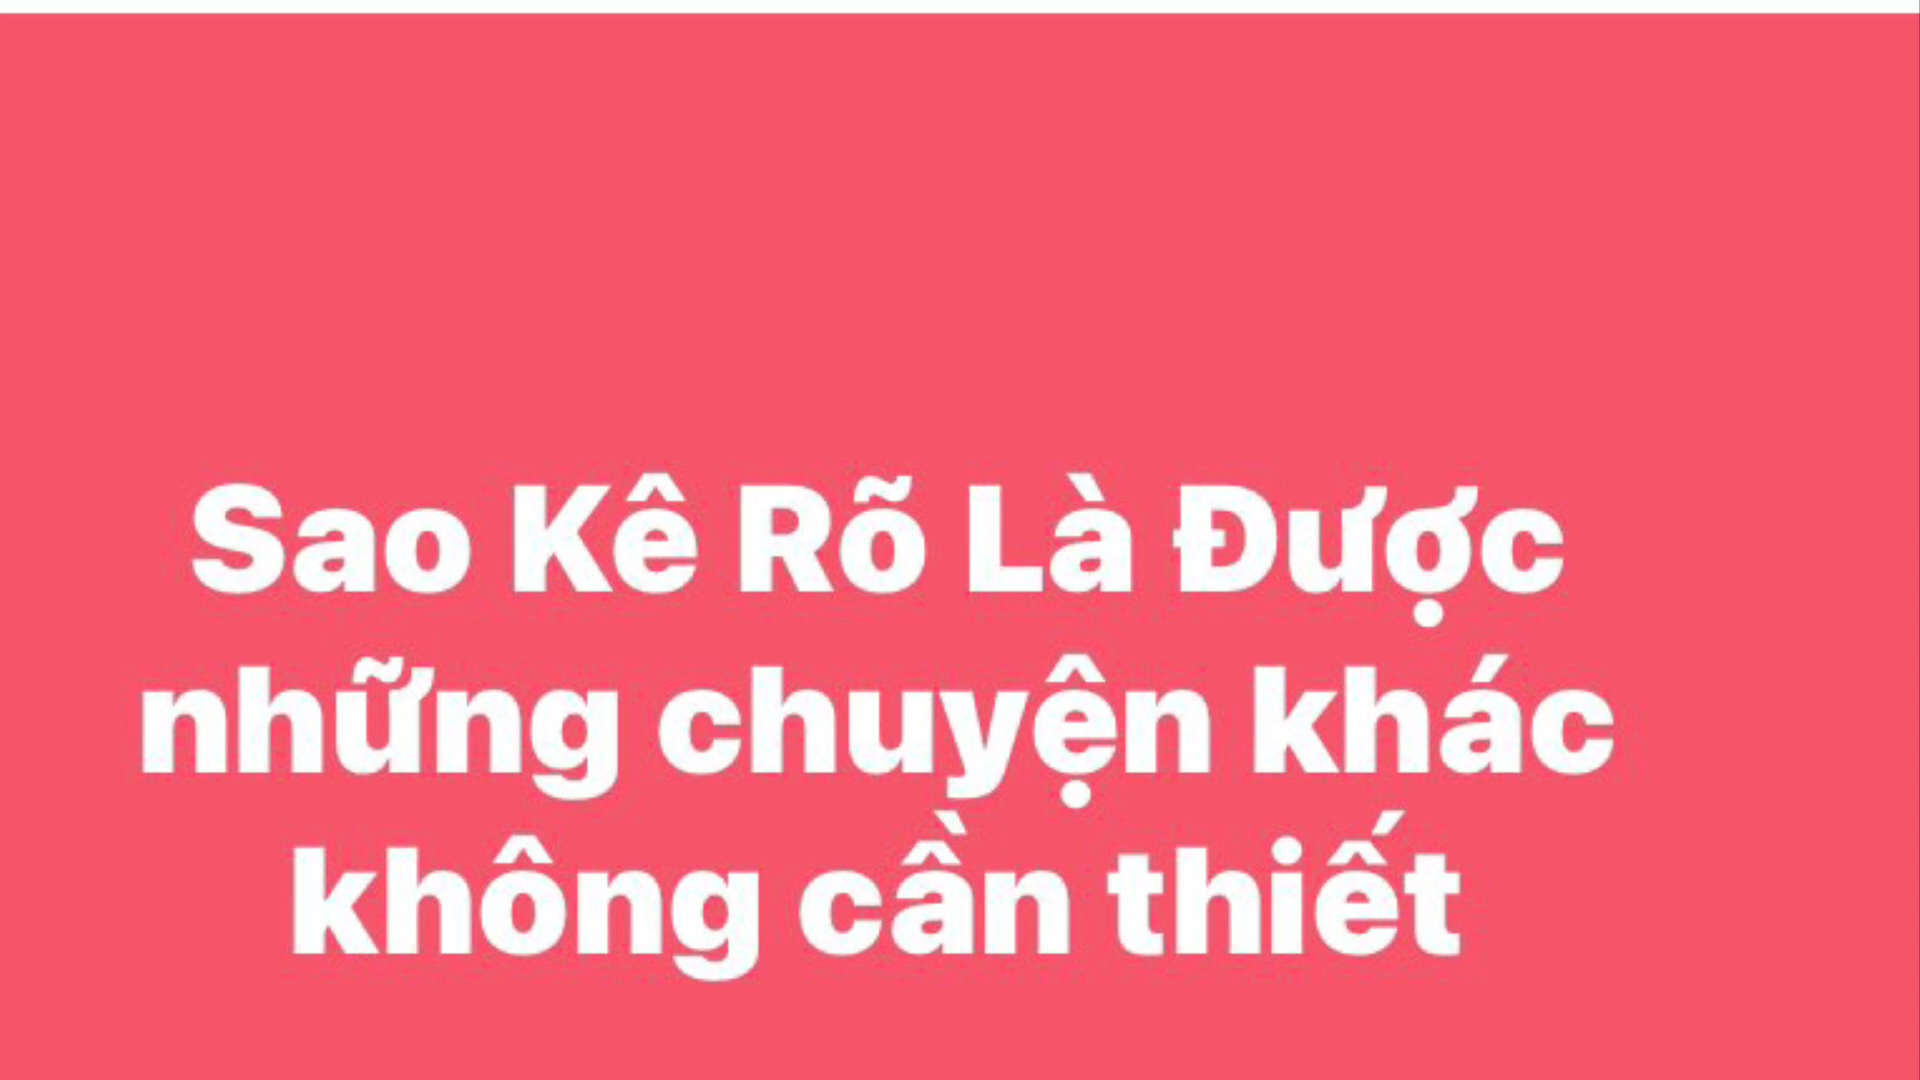 Sao Kê Rõ Là Được
những chuyện khác
không cần thiết